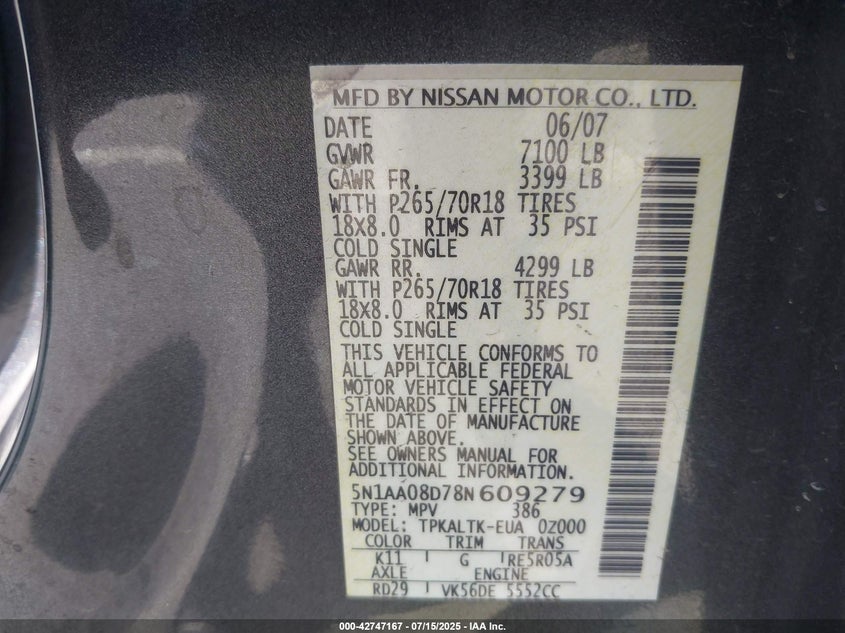 MFD BY NISSAN MOTOR CO., LTD.
DATE 06/07
GVWR 7100 LB
GAWR FR. 3399 LB
WITH P265/70R18 TIRES
18X8.0 RIMS AT 35 PSI
COLD SINGLE
GAWR RR. 4299 LB
WITH P265/70R18 TIRES
18X8.0 RIMS AT 35 PSI
COLD SINGLE
THIS VEHICLE CONFORMS TO
ALL APPLICABLE FEDERAL
MOTOR VEHICLE SAFETY
STANDARDS IN EFFECT ON
THE DATE OF MANUFACTURE
SHOWN ABOVE.
SEE OWNERS MANUAL FOR
ADDITIONAL INFORMATION.
5N1AA08D78N609279
TYPE: MPV 386
MODEL: TPKALTK-EUA 0Z000
COLOR TRIM TRANS
K11 G RE5R05A
AXLE ENGINE
RD29 VK56DE 5552CC
000-42747167 - 07/15/2025 - IAA Inc.